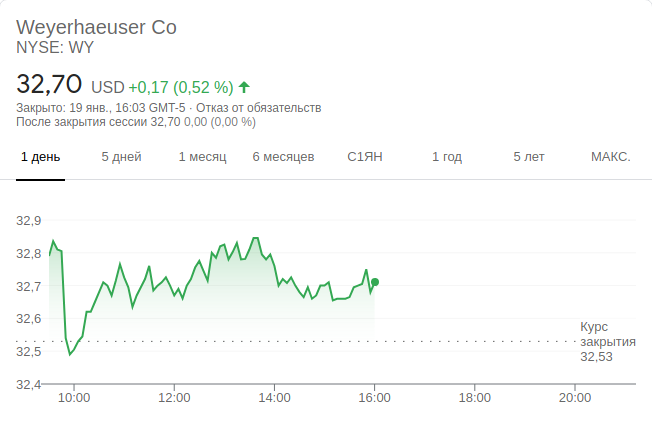 Weyerhaeuser Co
NYSE: WY
32,70 USD +0,17 (0,52 %)
Закрыто: 19 янв., 16:03 GMT-5 · Отказ от обязательств
После закрытия сессии 32,70 0,00 (0,00 %)
1 день 5 дней 1 месяц 6 месяцев С1ЯН 1 год 5 лет МАКС.
32,9
32,8
32,7
32,6
32,5
32,4
Курс
закрытия
32,53
10:00 12:00 14:00 16:00 18:00 20:00